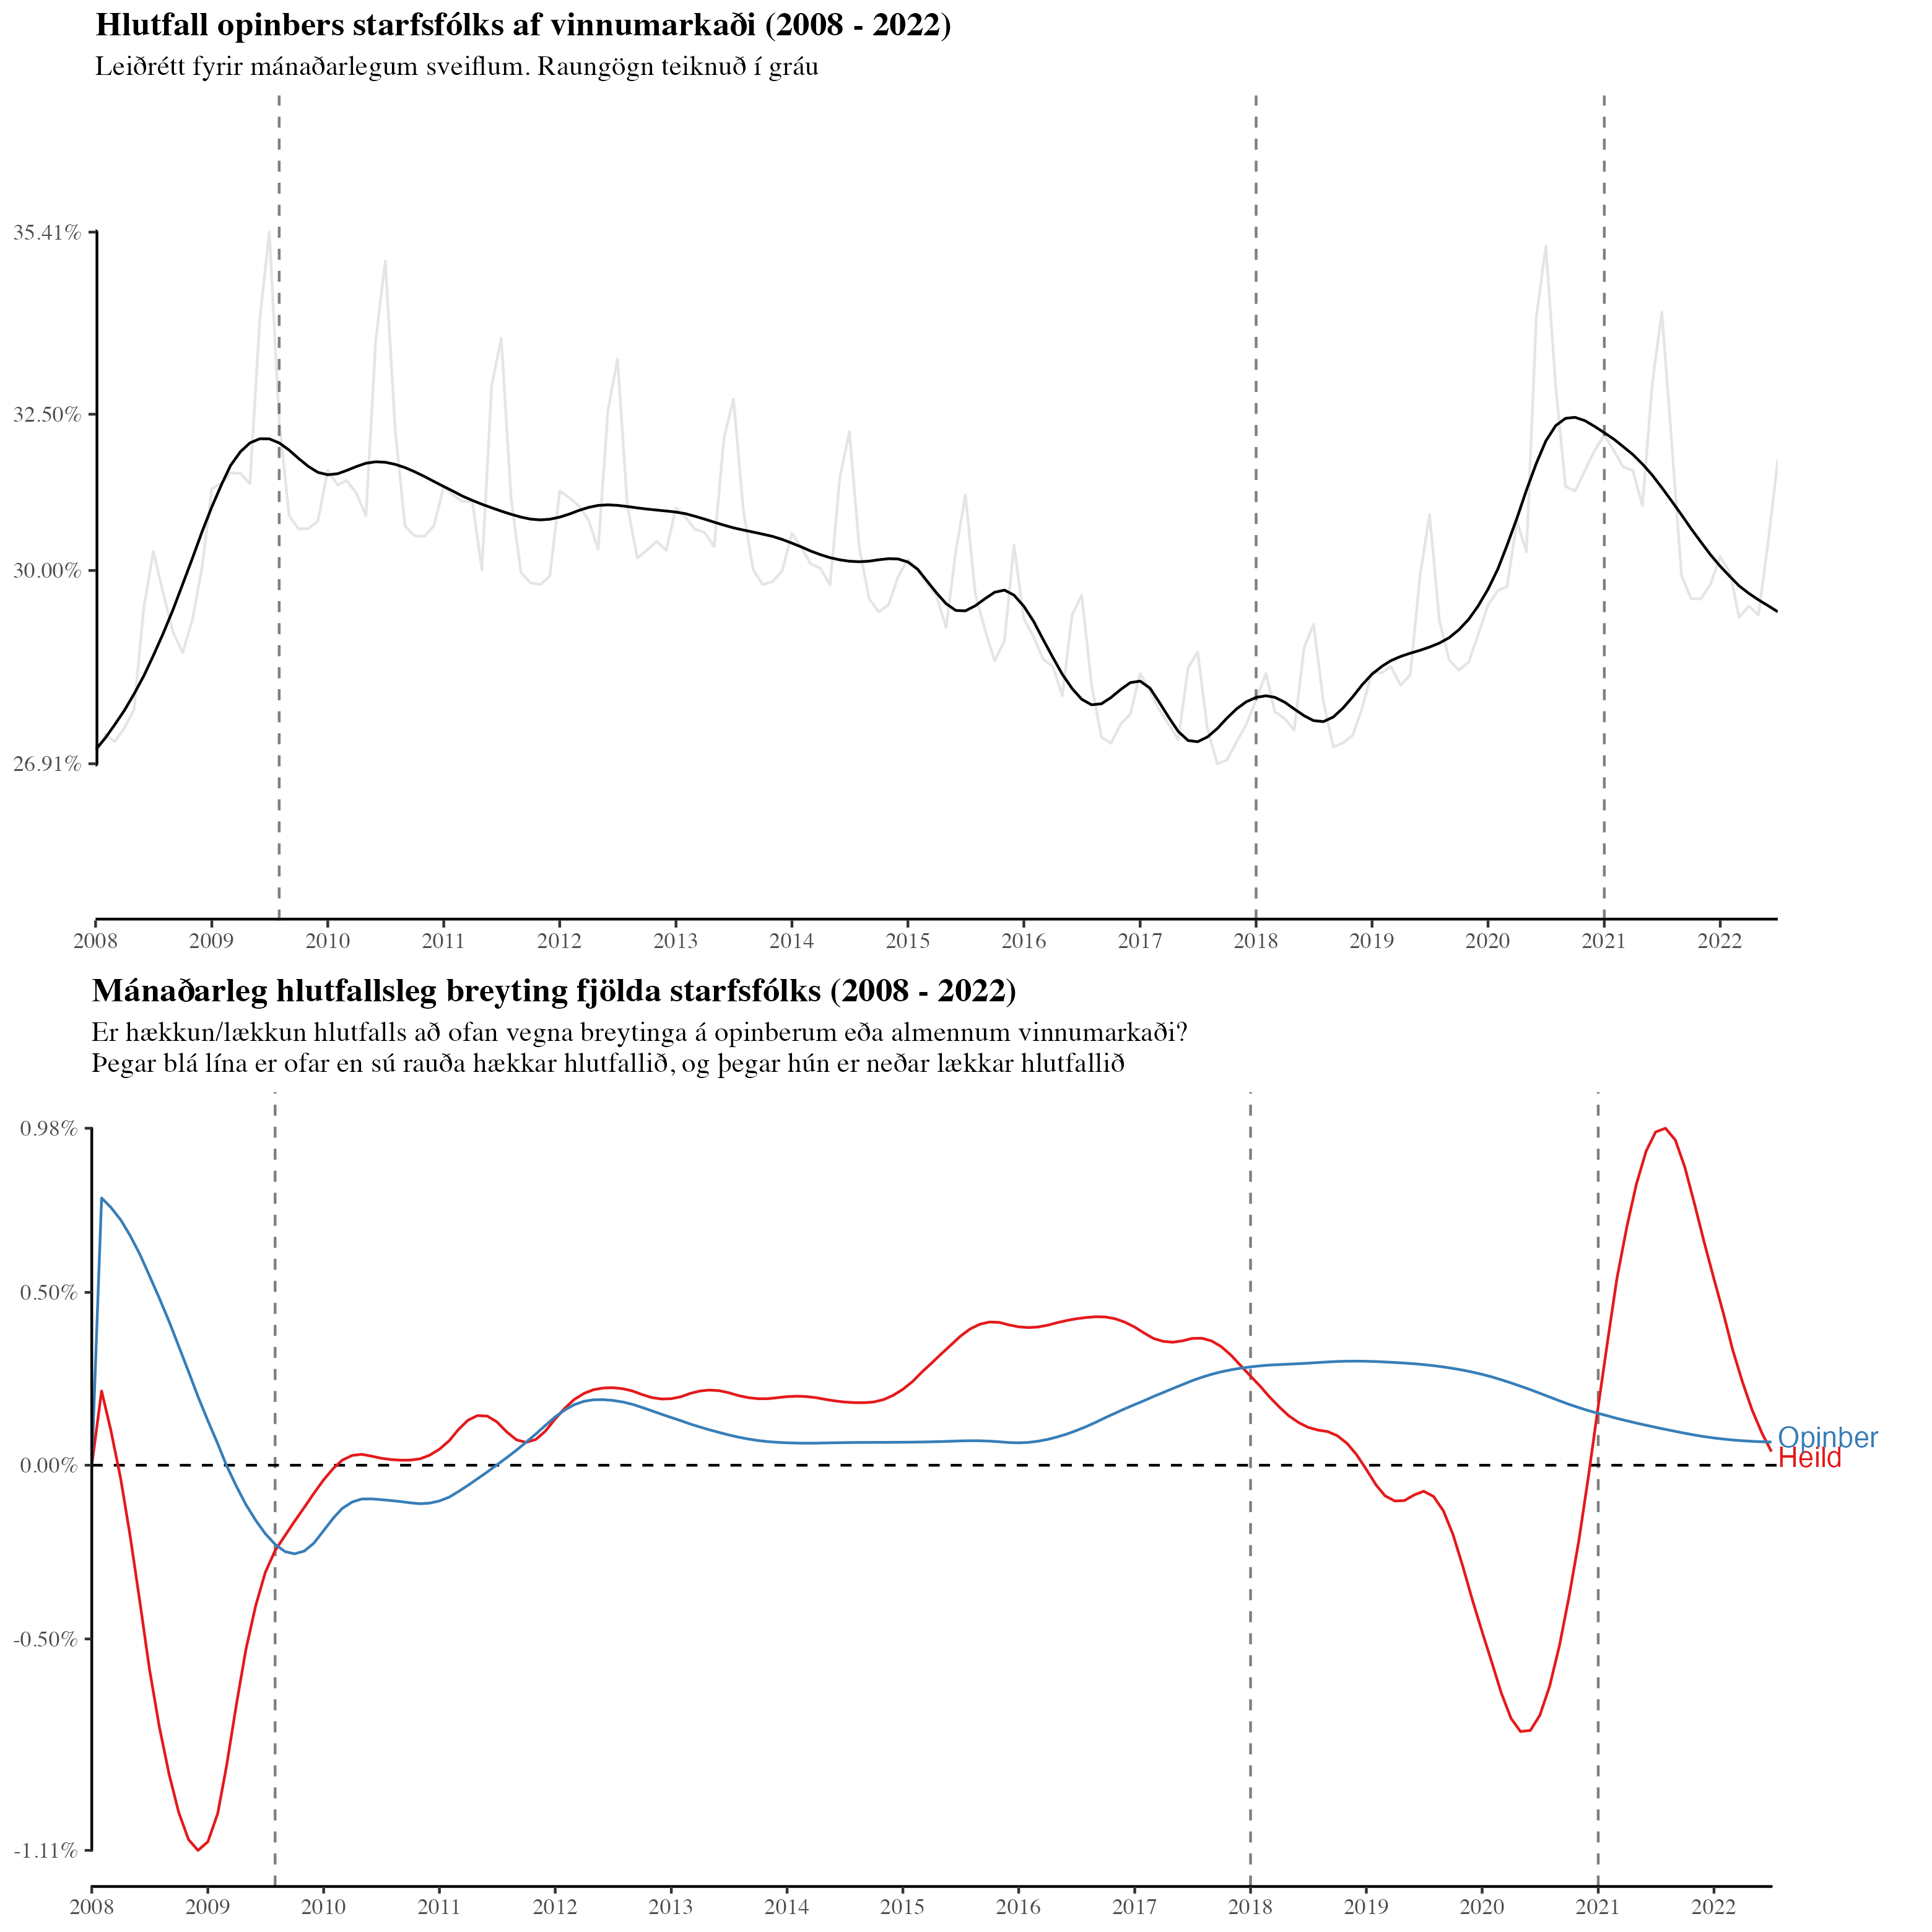 Hlutfall opinbers starfsfólks af vinnumarkaði (2008 - 2022)
Leiðrétt fyrir mánaðarlegum sveiflum. Raungögn teiknuð í gráu
35.41%
32.50%
30.00%
26.91%
2008 2009 2010 2011 2012 2013 2014 2015 2016 2017 2018 2019 2020 2021 2022
Mánaðarleg hlutfallsleg breyting fjölda starfsfólks (2008 - 2022)
Er hækkun/lækkun hlutfalls að ofan vegna breytinga á opinberum eða almennum vinnumarkaði?
Þegar blá lína er ofar en sú rauða hækkar hlutfallið, og þegar hún er neðar lækkar hlutfallið
0.98%
0.50%
0.00%
-0.50%
-1.11%
Opinber
Heild
2008 2009 2010 2011 2012 2013 2014 2015 2016 2017 2018 2019 2020 2021 2022